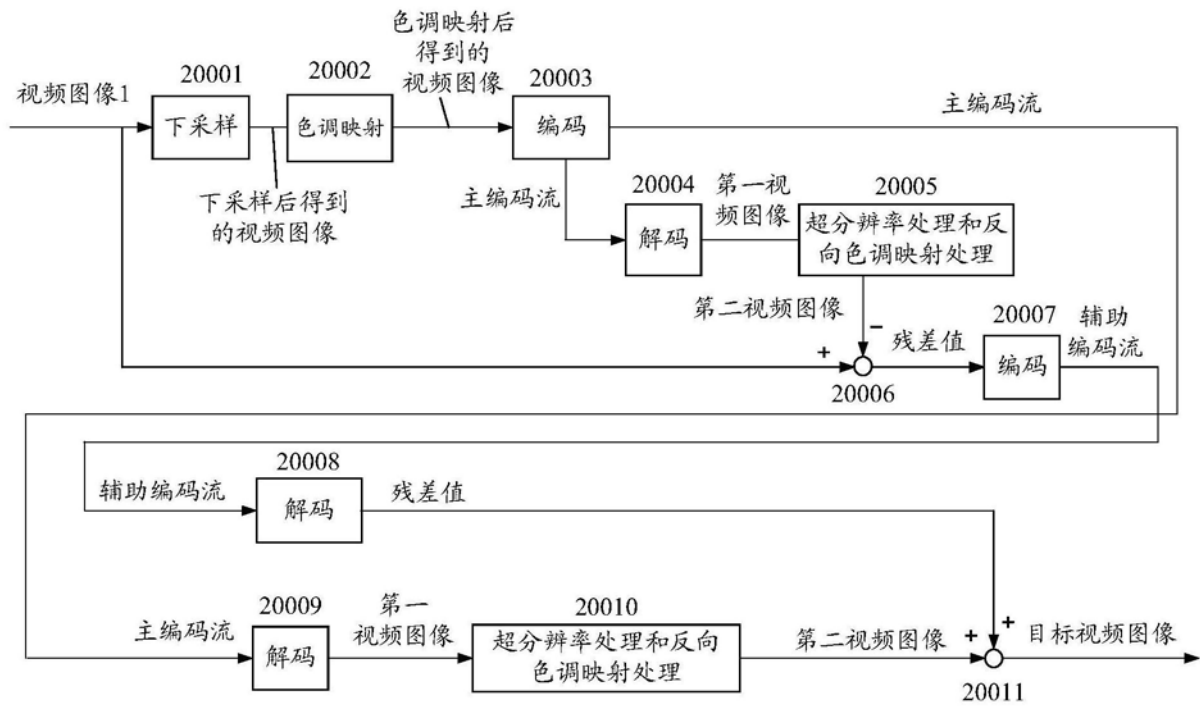 色调映射后
得到的
视频图像
20001
20002
20003
视频图像1
下采样
色调映射
编码
主编码流
下采样后得到
的视频图像
主编码流
20004
第一视
频图像
20005
解码
超分辨率处理和反
向色调映射处理
第二视频图像
−
+
20006
残差值
20007
编码
辅助
编码流
20008
辅助编码流
解码
残差值
20009
主编码流
解码
第一
视频图像
20010
超分辨率处理和反向
色调映射处理
第二视频图像
+
+
20011
目标视频图像